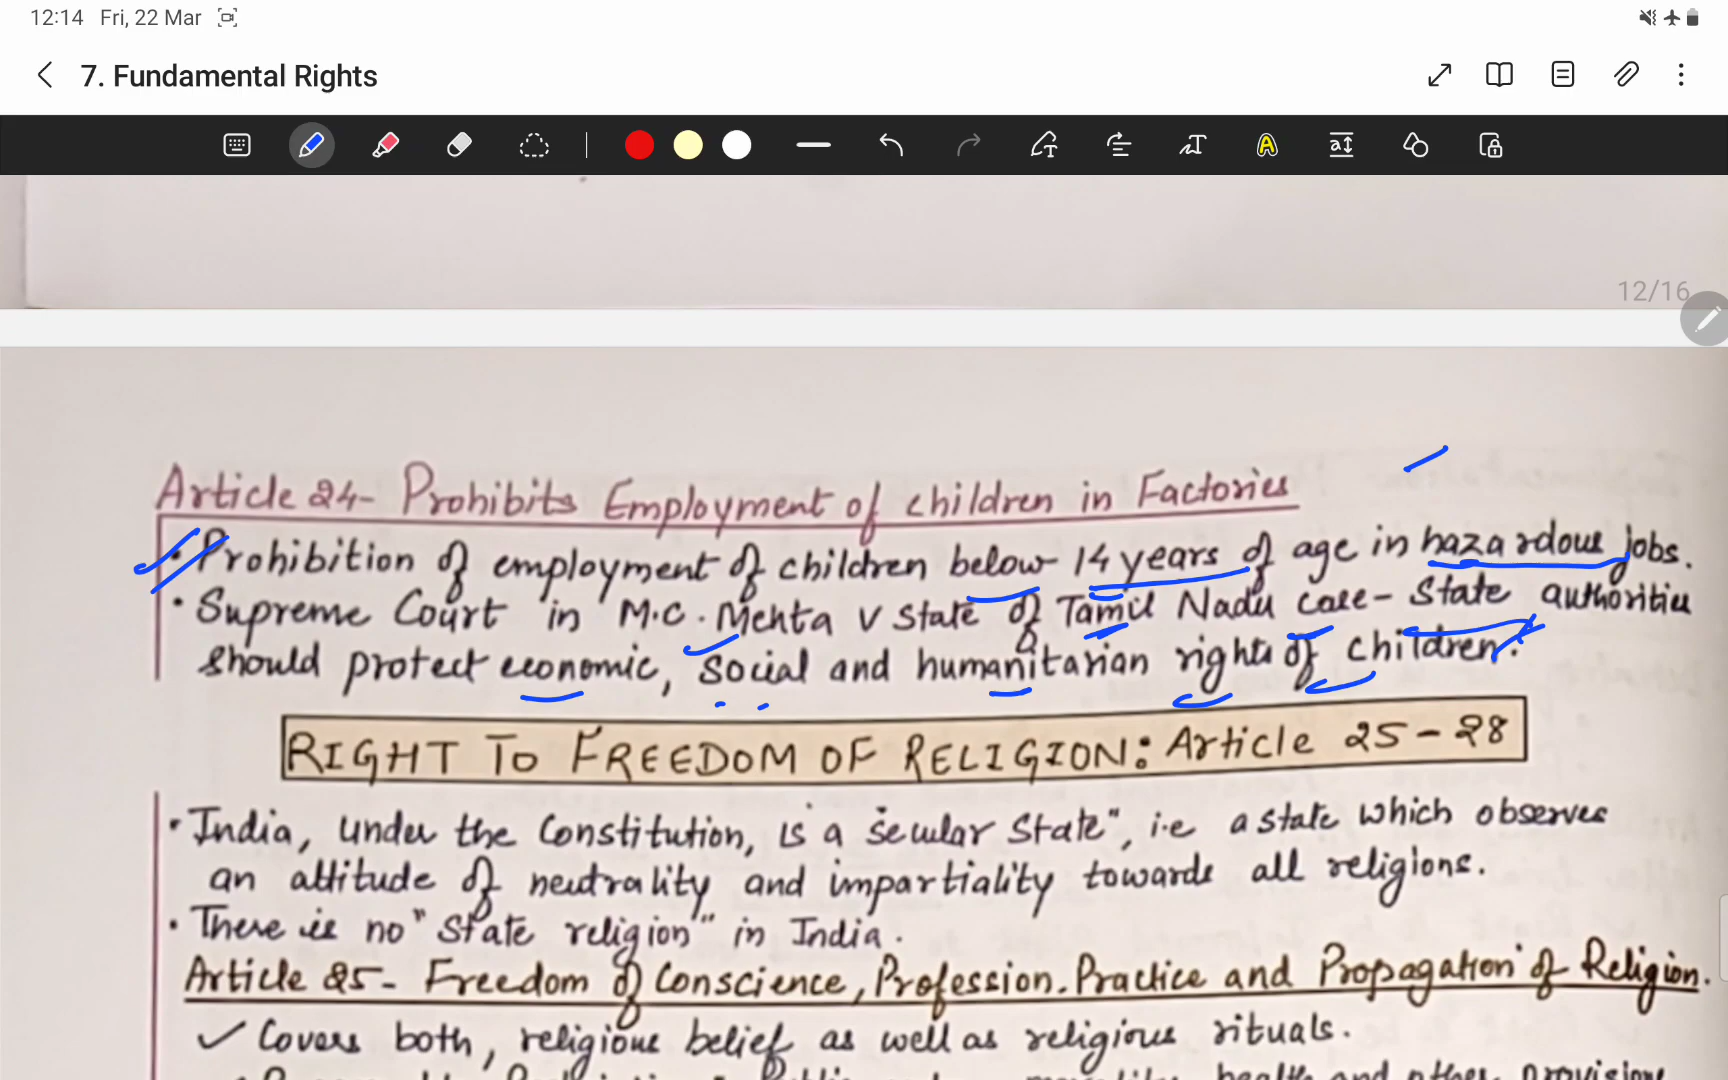 12:14 Fri, 22 Mar
7. Fundamental Rights
12/16
Article 24- Prohibits Employment of children in Factories
• Prohibition of employment of children below 14 years of age in hazardous jobs.
• Supreme Court in M.C. Mehta v State of Tamil Nadu case - State authorities
should protect economic, social and humanitarian rights of children.
RIGHT TO FREEDOM OF RELIGION: Article 25-28
• India, under the Constitution, is a "secular State", i.e a state which observes
an attitude of neutrality and impartiality towards all religions.
• There is no "State religion" in India.
Article 25- Freedom of Conscience, Profession. Practice and Propagation of Religion.
✓ Covers both, religious belief as well as religious rituals.
health and other provisions